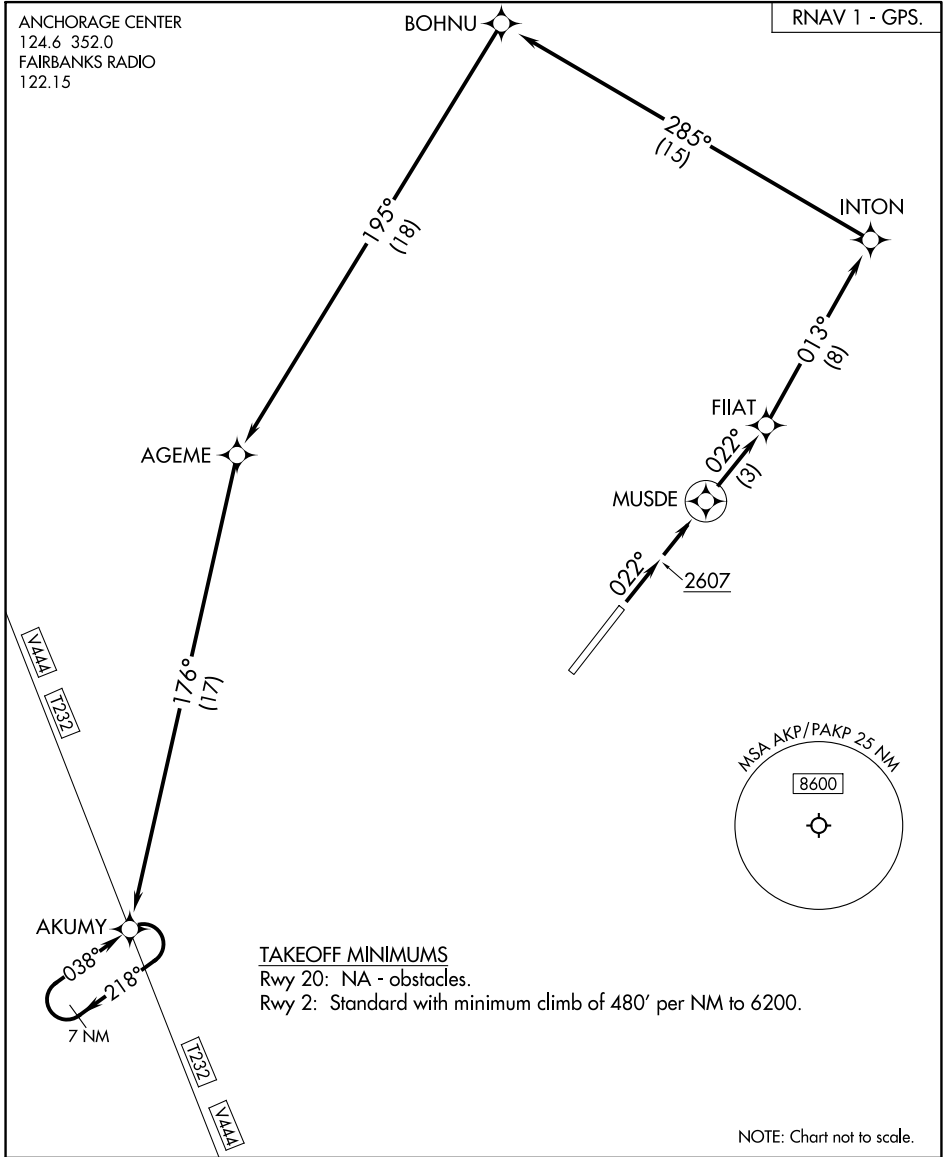 ANCHORAGE CENTER
124.6 352.0
FAIRBANKS RADIO
122.15
RNAV 1 - GPS.
BOHNU
285°
(15)
INTON
195°
(18)
013°
(8)
FIIAT
AGEME
022°
(3)
MUSDE
022°
2607
V444
T232
176°
(17)
MSA AKP/PAKP 25 NM
8600
AKUMY
038°
218°
7 NM
TAKEOFF MINIMUMS
Rwy 20: NA - obstacles.
Rwy 2: Standard with minimum climb of 480' per NM to 6200.
T232
V444
NOTE: Chart not to scale.